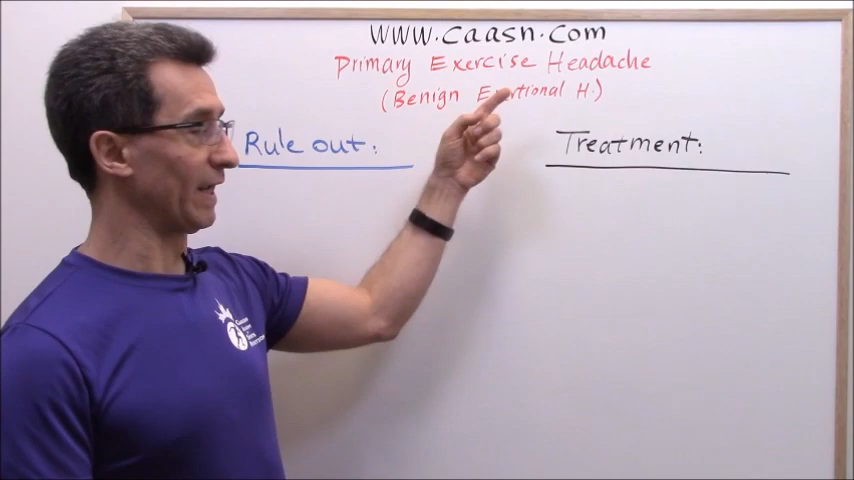 www.caasn.com
Primary Exercise Headache
(Benign Exertional H.)
Rule out:
Treatment: